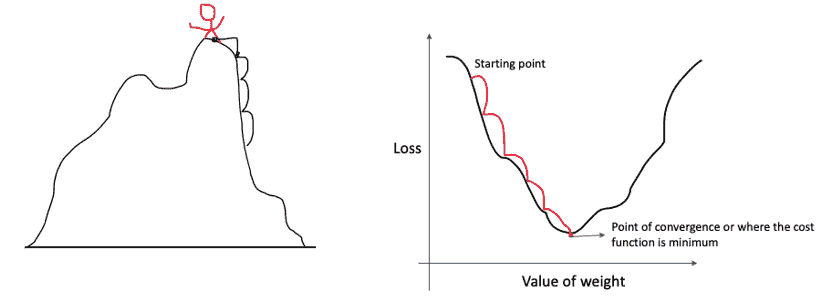 Starting point
Loss
Point of convergence or where the cost
function is minimum
Value of weight